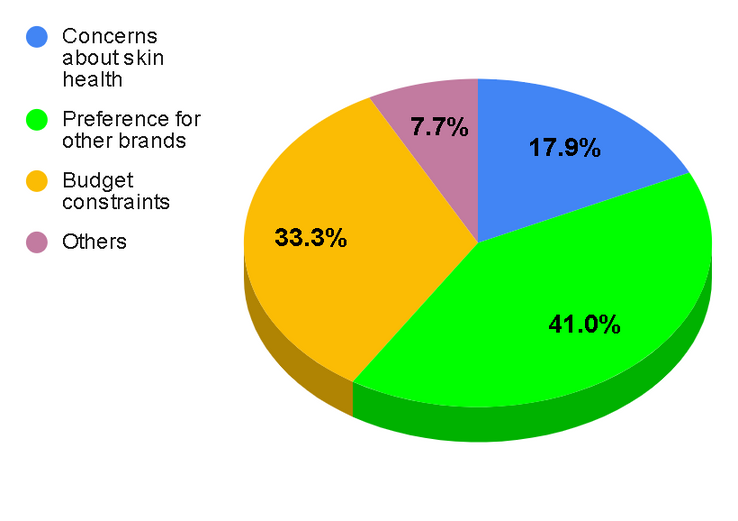 Concerns
about skin
health
Preference for
other brands
Budget
constraints
Others
7.7%
17.9%
33.3%
41.0%